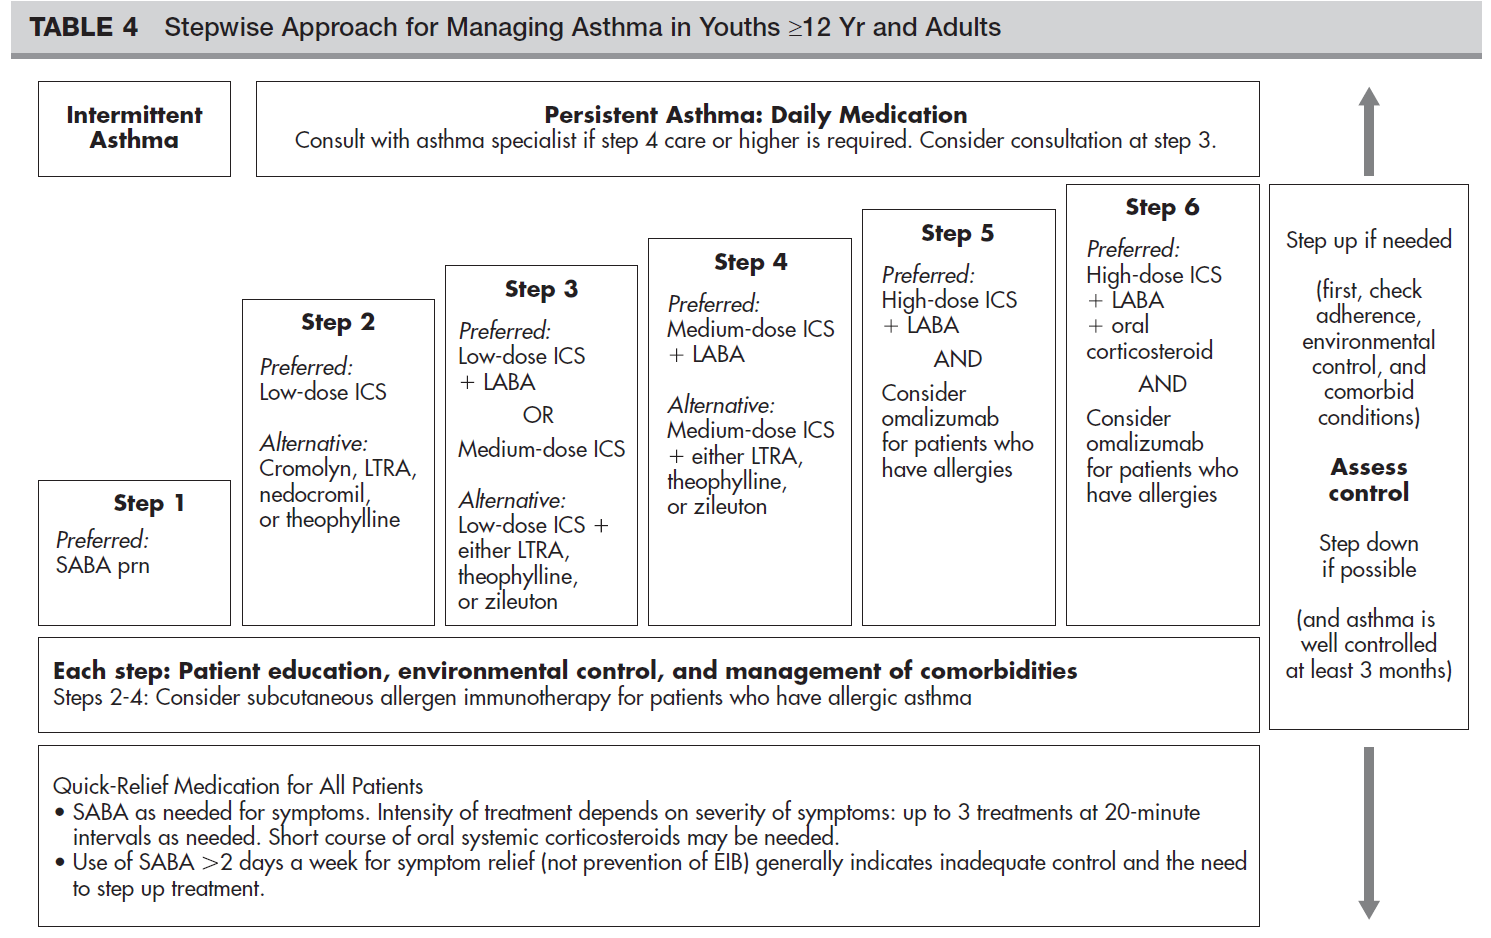 TABLE 4 Stepwise Approach for Managing Asthma in Youths ≥12 Yr and Adults
Intermittent
Asthma
Persistent Asthma: Daily Medication
Consult with asthma specialist if step 4 care or higher is required. Consider consultation at step 3.
Step 1
Preferred:
SABA prn
Step 2
Preferred:
Low-dose ICS
Alternative:
Cromolyn, LTRA,
nedocromil,
or theophylline
Step 3
Preferred:
Low-dose ICS
+ LABA
OR
Medium-dose ICS
Alternative:
Low-dose ICS +
either LTRA,
theophylline,
or zileuton
Step 4
Preferred:
Medium-dose ICS
+ LABA
Alternative:
Medium-dose ICS
+ either LTRA,
theophylline,
or zileuton
Step 5
Preferred:
High-dose ICS
+ LABA
AND
Consider
omalizumab
for patients who
have allergies
Step 6
Preferred:
High-dose ICS
+ LABA
+ oral
corticosteroid
AND
Consider
omalizumab
for patients who
have allergies
Step up if needed
(first, check
adherence,
environmental
control, and
comorbid
conditions)
Assess
control
Step down
if possible
(and asthma is
well controlled
at least 3 months)
Each step: Patient education, environmental control, and management of comorbidities
Steps 2-4: Consider subcutaneous allergen immunotherapy for patients who have allergic asthma
Quick-Relief Medication for All Patients
• SABA as needed for symptoms. Intensity of treatment depends on severity of symptoms: up to 3 treatments at 20-minute
intervals as needed. Short course of oral systemic corticosteroids may be needed.
• Use of SABA >2 days a week for symptom relief (not prevention of EIB) generally indicates inadequate control and the need
to step up treatment.